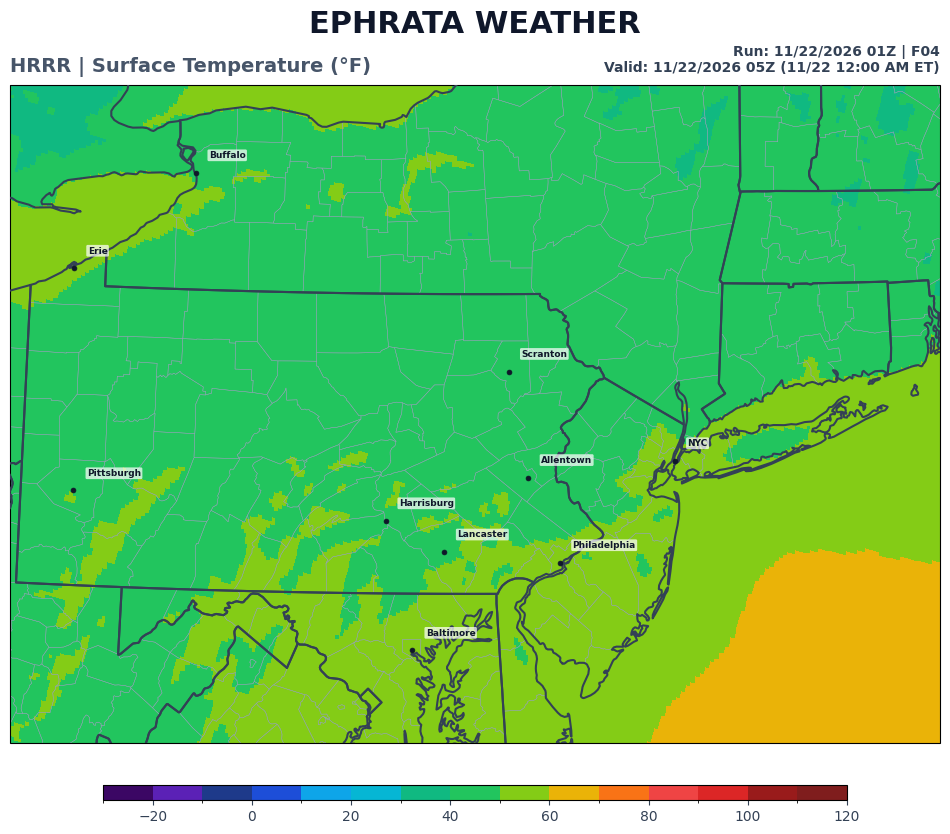 EPHRATA WEATHER
Run: 11/22/2026 01Z | F04
HRRR | Surface Temperature (°F)
Valid: 11/22/2026 05Z (11/22 12:00 AM ET)
Buffalo
Erie
Scranton
NYC
Allentown
Pittsburgh
Harrisburg
Lancaster
Philadelphia
Baltimore
−20 0 20 40 60 80 100 120